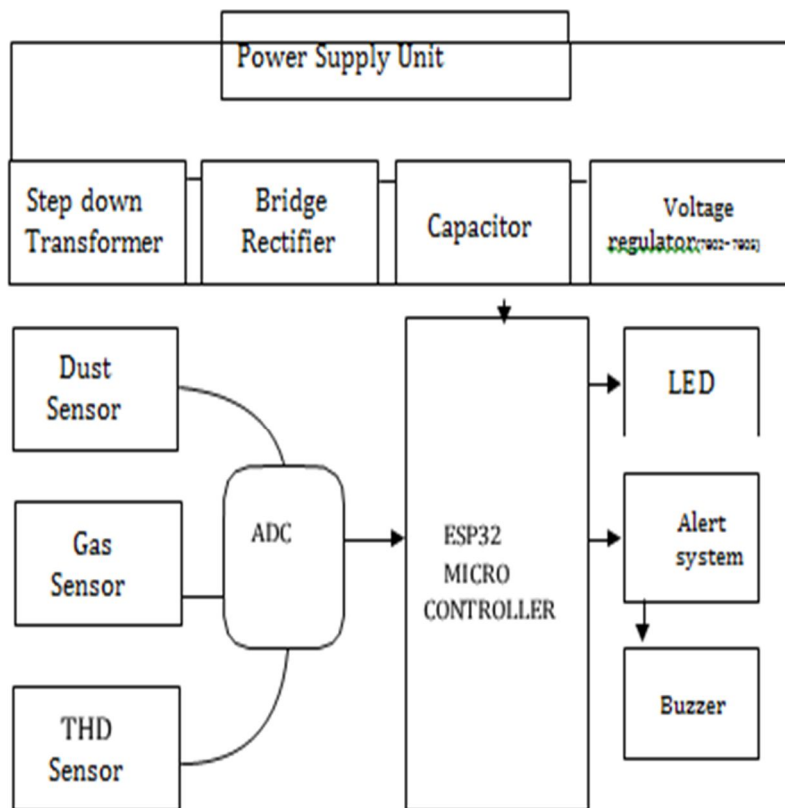 Power Supply Unit
Step down
Transformer
Bridge
Rectifier
Capacitor
Voltage
regulator
Dust
Sensor
Gas
Sensor
THD
Sensor
ADC
ESP32
MICRO
CONTROLLER
LED
Alert
system
Buzzer